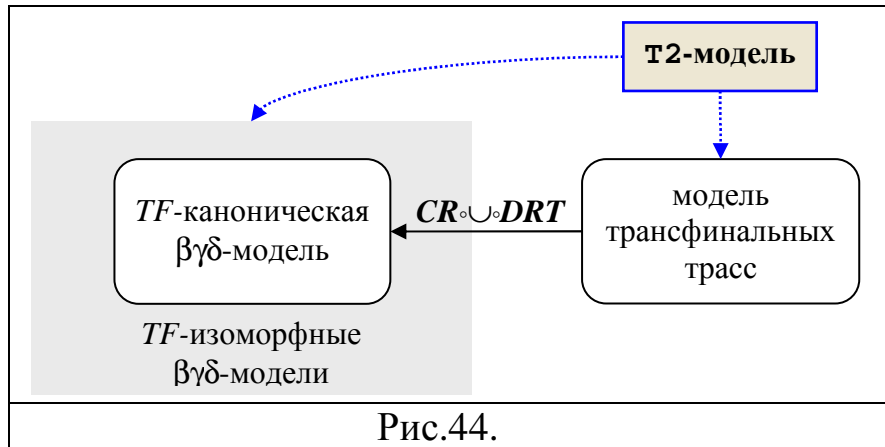 T2-модель
TF-каноническая
βγδ-модель
CR∘∪∘DRT
модель
трансфинальных
трасс
TF-изоморфные
βγδ-модели
Рис.44.